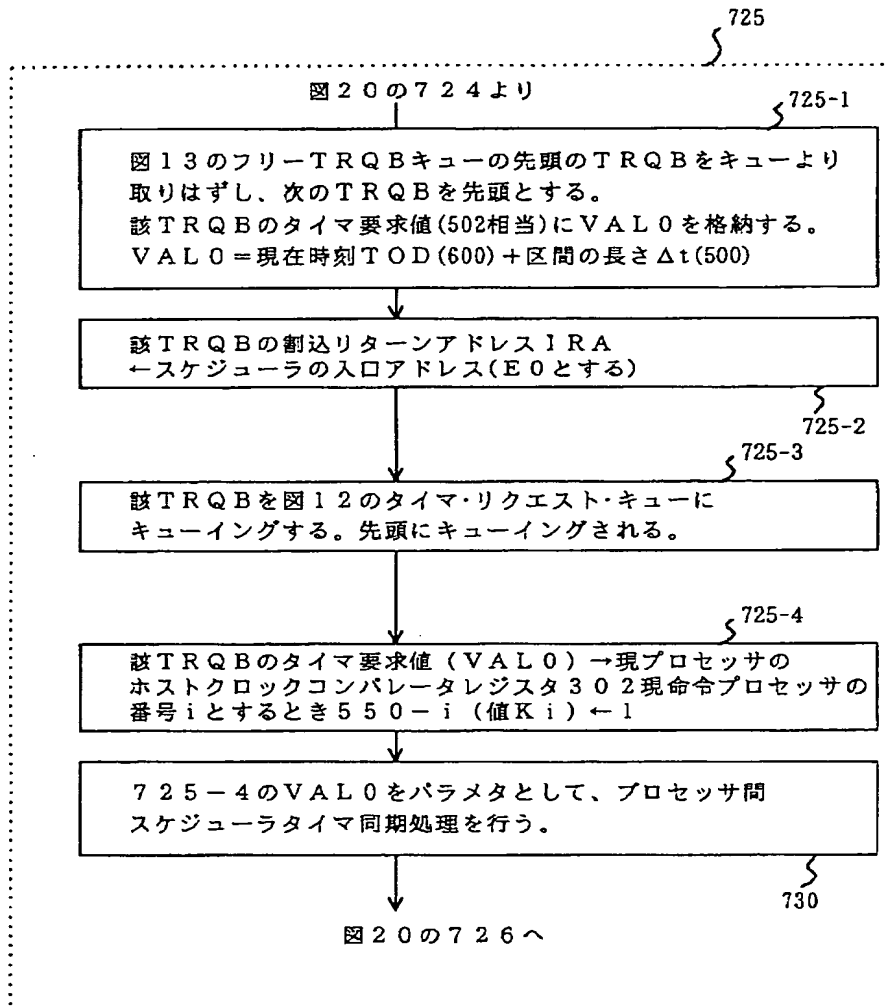 725
図20の724より
725-1
図13のフリーTRQBキューの先頭のTRQBをキューより
取りはずし、次のTRQBを先頭とする。
該TRQBのタイマ要求値(502相当)にVAL0を格納する。
VAL0=現在時刻TOD(600)+区間の長さΔt(500)
該TRQBの割込リターンアドレスIRA
←スケジューラの入口アドレス(E0とする)
725-2
725-3
該TRQBを図12のタイマ・リクエスト・キューに
キューイングする。先頭にキューイングされる。
725-4
該TRQBのタイマ要求値(VAL0)→現プロセッサの
ホストクロックコンパレータレジスタ302現命令プロセッサの
番号iとするとき550-i(値Ki)←1
725-4のVAL0をパラメタとして、プロセッサ間
スケジューラタイマ同期処理を行う。
730
図20の726へ